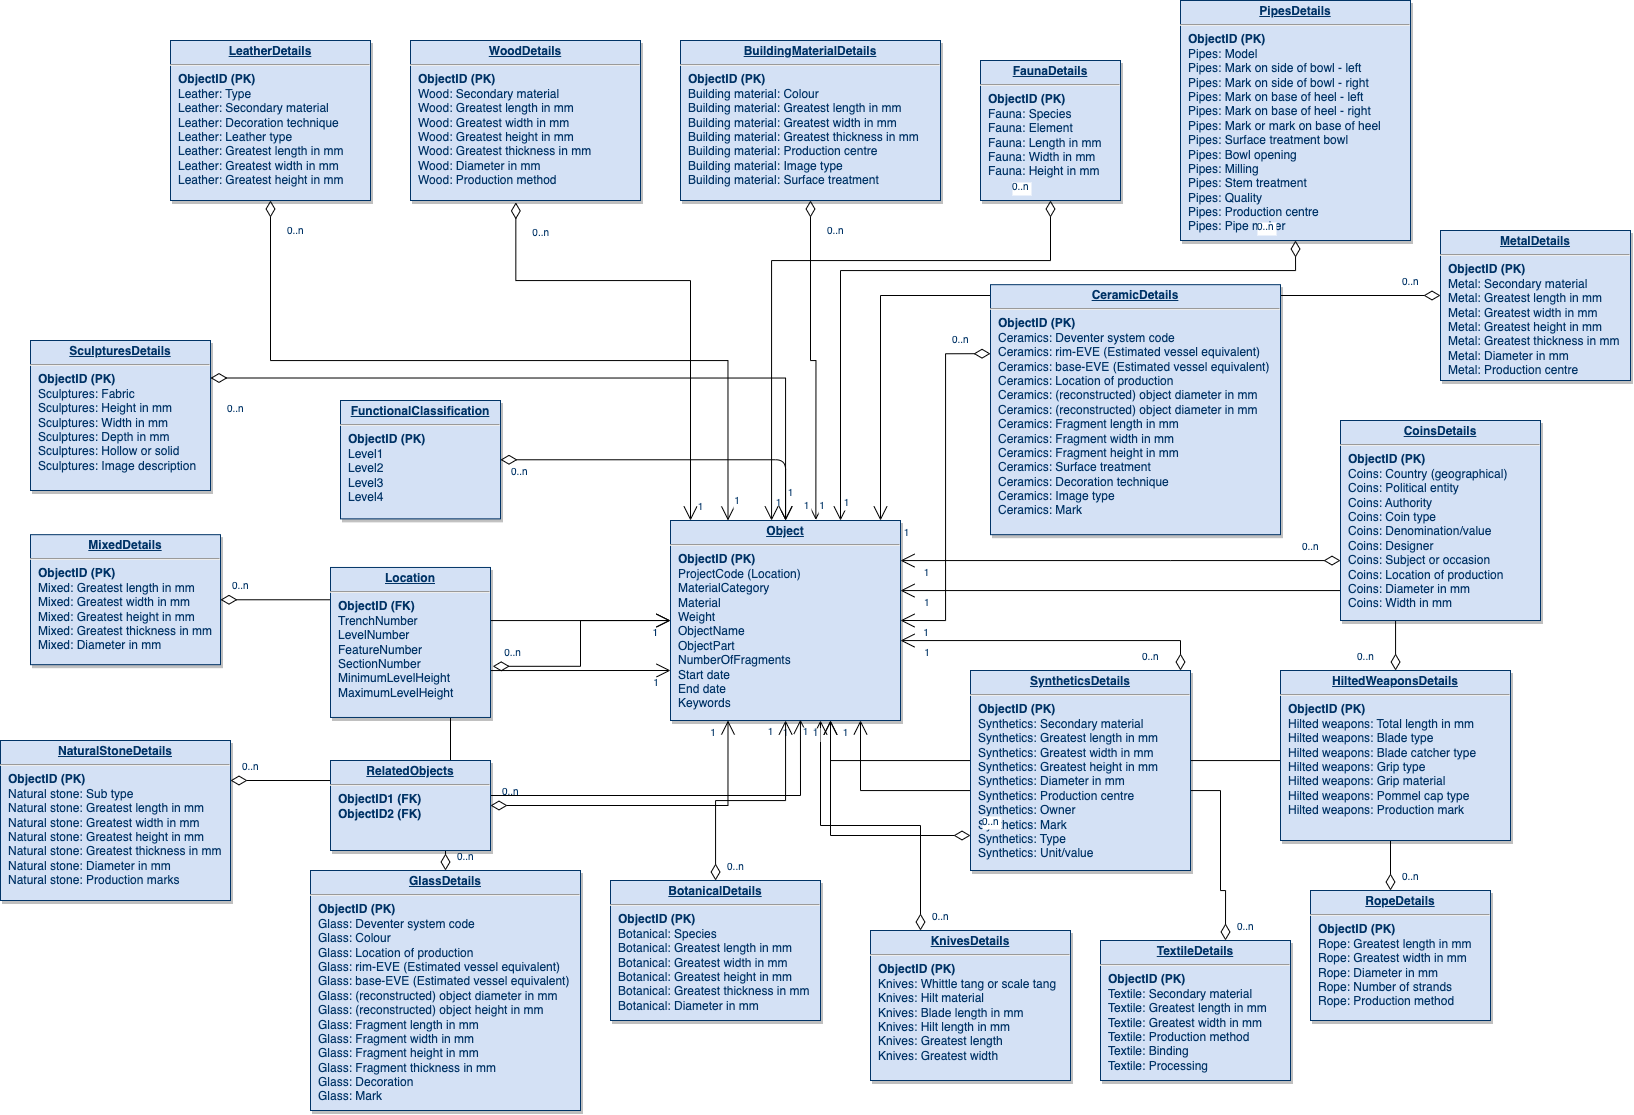 PipesDetails
ObjectID (PK)
Pipes: Model
Pipes: Mark on side of bowl - left
Pipes: Mark on side of bowl - right
Pipes: Mark on base of heel - left
Pipes: Mark on base of heel - right
Pipes: Mark or mark on base of heel
Pipes: Surface treatment bowl
Pipes: Bowl opening
Pipes: Milling
Pipes: Stem treatment
Pipes: Quality
Pipes: Production centre
Pipes: Pipe
0..n
LeatherDetails
ObjectID (PK)
Leather: Type
Leather: Secondary material
Leather: Decoration technique
Leather: Leather type
Leather: Greatest length in mm
Leather: Greatest width in mm
Leather: Greatest height in mm
0..n
WoodDetails
ObjectID (PK)
Wood: Secondary material
Wood: Greatest length in mm
Wood: Greatest width in mm
Wood: Greatest height in mm
Wood: Greatest thickness in mm
Wood: Diameter in mm
Wood: Production method
0..n
BuildingMaterialDetails
ObjectID (PK)
Building material: Colour
Building material: Greatest length in mm
Building material: Greatest width in mm
Building material: Greatest thickness in mm
Building material: Production centre
Building material: Image type
Building material: Surface treatment
0..n
FaunaDetails
ObjectID (PK)
Fauna: Species
Fauna: Element
Fauna: Length in mm
Fauna: Width in mm
Fauna: Height in mm
0..n
MetalDetails
ObjectID (PK)
Metal: Secondary material
Metal: Greatest length in mm
Metal: Greatest width in mm
Metal: Greatest height in mm
Metal: Greatest thickness in mm
Metal: Diameter in mm
Metal: Production centre
0..n
CeramicDetails
ObjectID (PK)
Ceramics: Deventer system code
Ceramics: rim-EVE (Estimated vessel equivalent)
Ceramics: base-EVE (Estimated vessel equivalent)
Ceramics: Location of production
Ceramics: (reconstructed) object diameter in mm
Ceramics: (reconstructed) object diameter in mm
Ceramics: Fragment length in mm
Ceramics: Fragment width in mm
Ceramics: Fragment height in mm
Ceramics: Surface treatment
Ceramics: Decoration technique
Ceramics: Image type
Ceramics: Mark
0..n
SculpturesDetails
ObjectID (PK)
Sculptures: Fabric
Sculptures: Height in mm
Sculptures: Width in mm
Sculptures: Depth in mm
Sculptures: Hollow or solid
Sculptures: Image description
0..n
FunctionalClassification
ObjectID (PK)
Level1
Level2
Level3
Level4
0..n
CoinsDetails
ObjectID (PK)
Coins: Country (geographical)
Coins: Political entity
Coins: Authority
Coins: Coin type
Coins: Denomination/value
Coins: Designer
Coins: Subject or occasion
Coins: Location of production
Coins: Diameter in mm
Coins: Width in mm
0..n
1
1
1
1
1
1
1
Object
ObjectID (PK)
ProjectCode (Location)
MaterialCategory
Material
Weight
ObjectName
ObjectPart
NumberOfFragments
Start date
End date
Keywords
1
1
1
1
1
1
1
1
1
1
1
1
MixedDetails
ObjectID (PK)
Mixed: Greatest length in mm
Mixed: Greatest width in mm
Mixed: Greatest height in mm
Mixed: Greatest thickness in mm
Mixed: Diameter in mm
0..n
Location
ObjectID (FK)
TrenchNumber
LevelNumber
FeatureNumber
SectionNumber
MinimumLevelHeight
MaximumLevelHeight
0..n
SyntheticsDetails
ObjectID (PK)
Synthetics: Secondary material
Synthetics: Greatest length in mm
Synthetics: Greatest width in mm
Synthetics: Greatest height in mm
Synthetics: Diameter in mm
Synthetics: Production centre
Synthetics: Owner
Synthetics: Mark
Synthetics: Type
Synthetics: Unit/value
0..n
0..n
HiltedWeaponsDetails
ObjectID (PK)
Hilted weapons: Total length in mm
Hilted weapons: Blade type
Hilted weapons: Blade catcher type
Hilted weapons: Grip type
Hilted weapons: Grip material
Hilted weapons: Pommel cap type
Hilted weapons: Production mark
0..n
NaturalStoneDetails
ObjectID (PK)
Natural stone: Sub type
Natural stone: Greatest length in mm
Natural stone: Greatest width in mm
Natural stone: Greatest height in mm
Natural stone: Greatest thickness in mm
Natural stone: Diameter in mm
Natural stone: Production marks
0..n
RelatedObjects
ObjectID1 (FK)
ObjectID2 (FK)
0..n
GlassDetails
ObjectID (PK)
Glass: Deventer system code
Glass: Colour
Glass: Location of production
Glass: rim-EVE (Estimated vessel equivalent)
Glass: base-EVE (Estimated vessel equivalent)
Glass: (reconstructed) object diameter in mm
Glass: (reconstructed) object height in mm
Glass: Fragment length in mm
Glass: Fragment width in mm
Glass: Fragment height in mm
Glass: Fragment thickness in mm
Glass: Decoration
Glass: Mark
0..n
BotanicalDetails
ObjectID (PK)
Botanical: Species
Botanical: Greatest length in mm
Botanical: Greatest width in mm
Botanical: Greatest height in mm
Botanical: Greatest thickness in mm
Botanical: Diameter in mm
0..n
KnivesDetails
ObjectID (PK)
Knives: Whittle tang or scale tang
Knives: Hilt material
Knives: Blade length in mm
Knives: Hilt length in mm
Knives: Greatest length
Knives: Greatest width
0..n
TextileDetails
ObjectID (PK)
Textile: Secondary material
Textile: Greatest length in mm
Textile: Greatest width in mm
Textile: Production method
Textile: Binding
Textile: Processing
0..n
RopeDetails
ObjectID (PK)
Rope: Greatest length in mm
Rope: Greatest width in mm
Rope: Diameter in mm
Rope: Number of strands
Rope: Production method
0..n